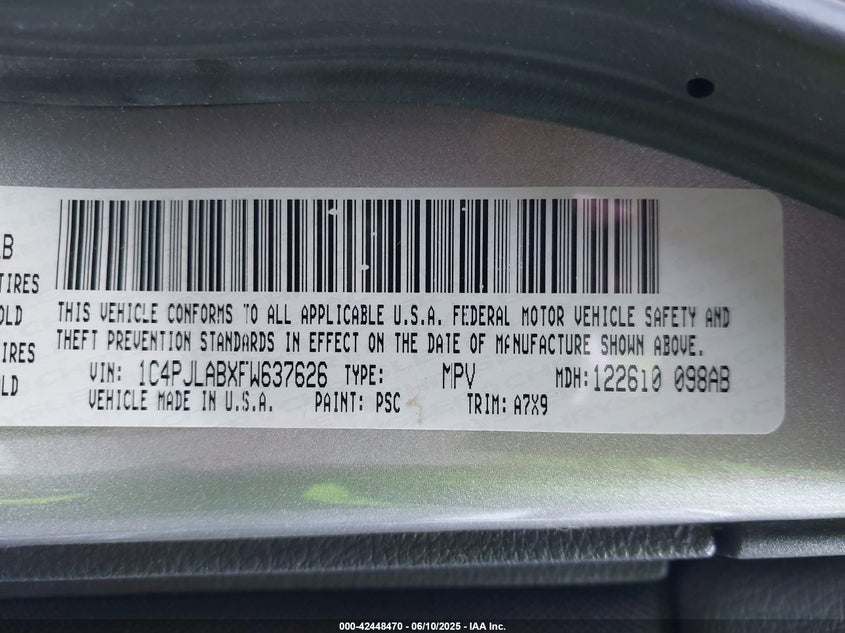 B
TIRES
OLD
IRES
OLD
THIS VEHICLE CONFORMS TO ALL APPLICABLE U.S.A. FEDERAL MOTOR VEHICLE SAFETY AND
THEFT PREVENTION STANDARDS IN EFFECT ON THE DATE OF MANUFACTURE SHOWN ABOVE.
VIN: 1C4PJLABXFW637626 TYPE: MPV MDH: 122610 098AB
VEHICLE MADE IN U.S.A. PAINT: PSC TRIM: A7X9
000-42448470 - 06/10/2025 - IAA Inc.